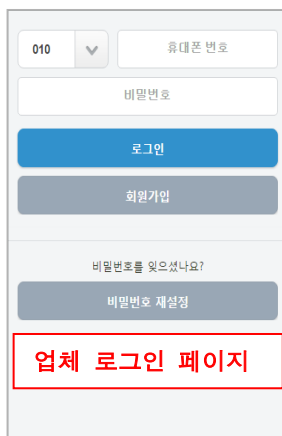 010 휴대폰 번호
비밀번호
로그인
회원가입
비밀번호를 잊으셨나요?
비밀번호 재설정
업체 로그인 페이지